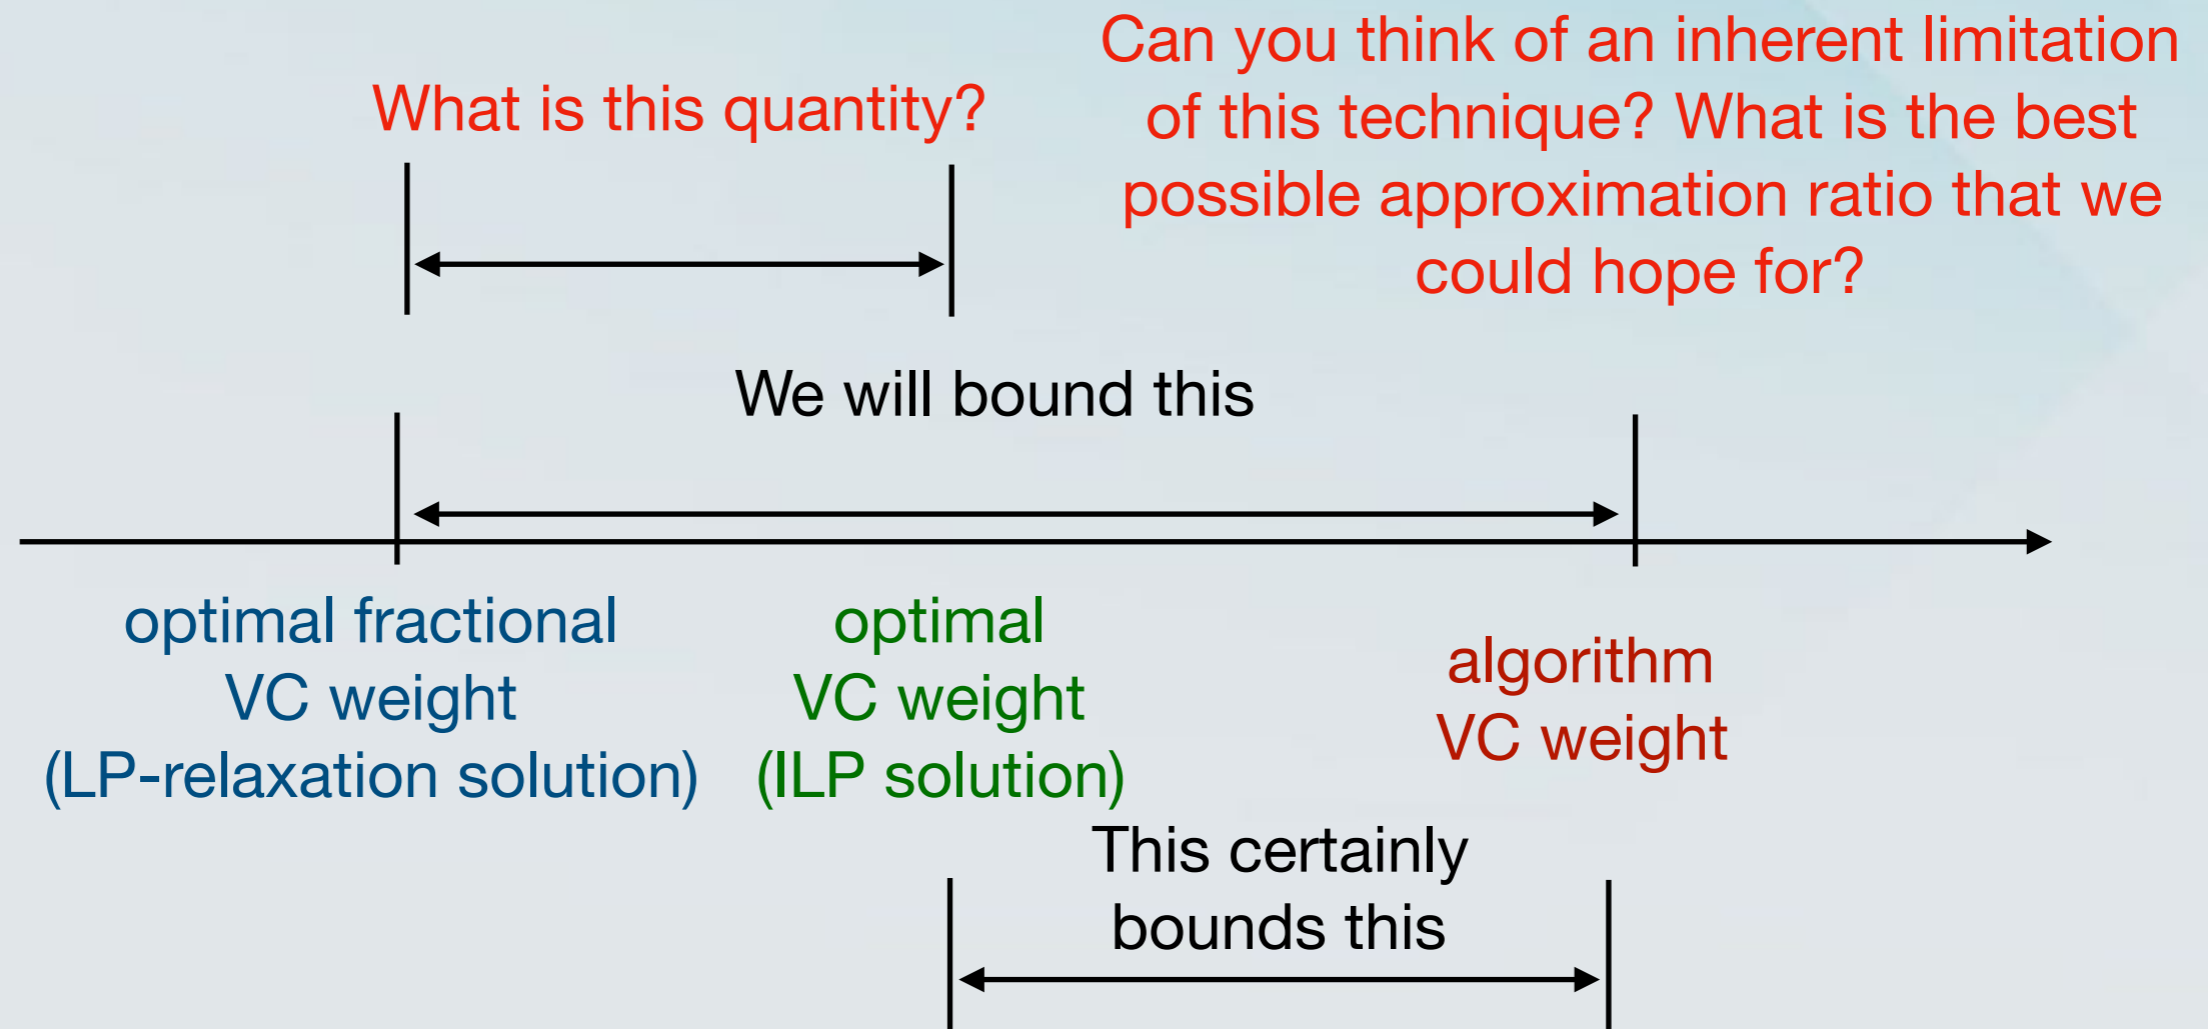 Can you think of an inherent limitation
of this technique? What is the best
possible approximation ratio that we
could hope for?
What is this quantity?
We will bound this
optimal fractional
VC weight
(LP-relaxation solution)
optimal
VC weight
(ILP solution)
algorithm
VC weight
This certainly
bounds this